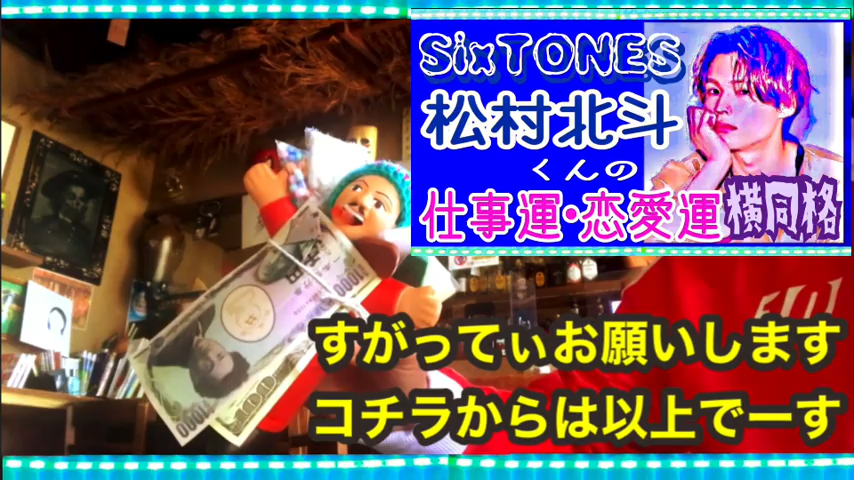 SixTONES
松村北斗
くんの
仕事運・恋愛運
横同格
すがってぃお願いします
コチラからは以上でーす
1000